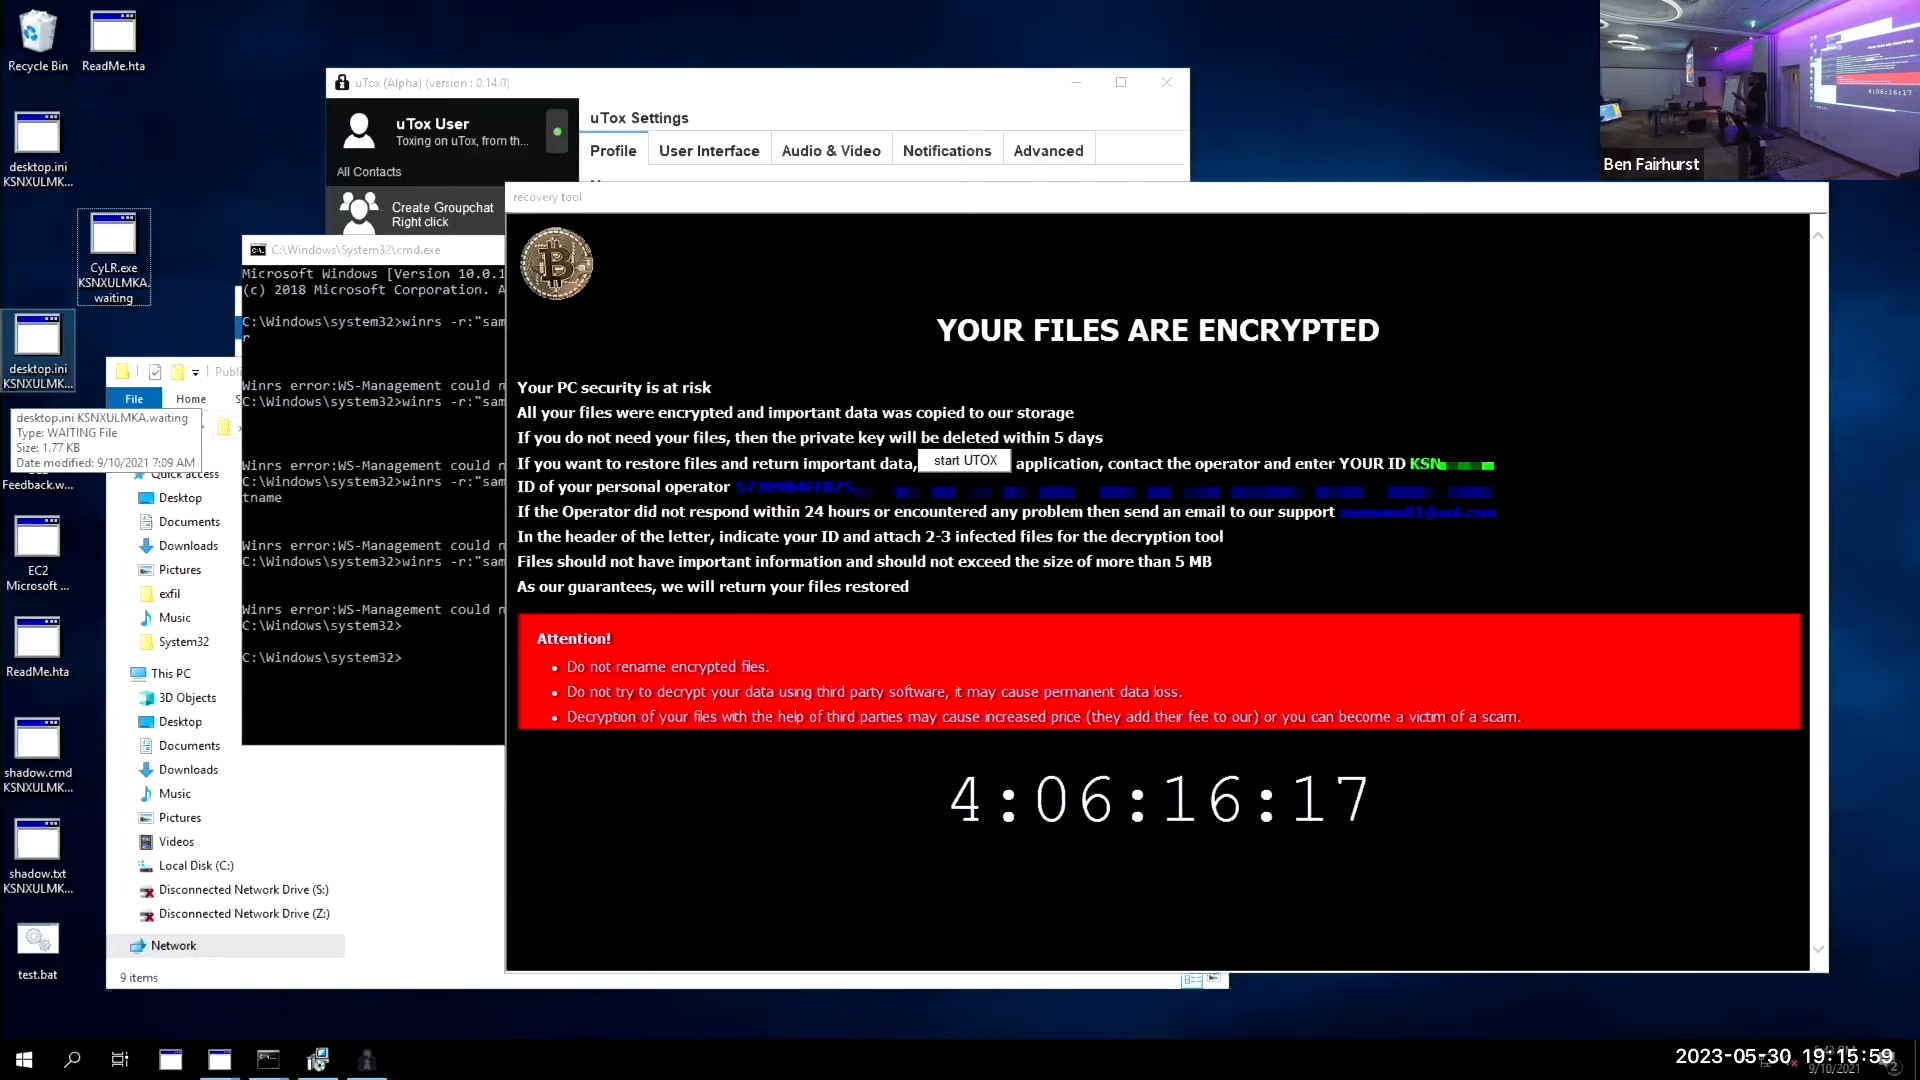 Recycle Bin
ReadMe.hta
desktop.ini
KSNXULMK...
CyLR.exe
KSNXULMKA.
waiting
desktop.ini
KSNXULMK...
desktop.ini KSNXULMKA.waiting
Type: WAITING File
Size: 1.77 KB
Date modified: 9/10/2021 7:09 AM
Feedback.w...
EC2
Microsoft ...
ReadMe.hta
shadow.cmd
KSNXULMK...
shadow.txt
KSNXULMK...
test.bat
File
Home
Quick access
Desktop
Documents
Downloads
Pictures
exfil
Music
System32
This PC
3D Objects
Desktop
Documents
Downloads
Music
Pictures
Videos
Local Disk (C:)
Disconnected Network Drive (S:)
Disconnected Network Drive (Z:)
Network
9 items
uTox (Alpha) (version : 0.14.0)
uTox User
Toxing on uTox, from th...
All Contacts
Create Groupchat
Right click
uTox Settings
Profile
User Interface
Audio & Video
Notifications
Advanced
C:\Windows\System32\cmd.exe
Microsoft Windows [Version 10.0.1
(c) 2018 Microsoft Corporation. A
C:\Windows\system32>winrs -r:"sam
Winrs error:WS-Management could n
C:\Windows\system32>winrs -r:"sam
Winrs error:WS-Management could n
C:\Windows\system32>winrs -r:"sam
tname
Winrs error:WS-Management could n
C:\Windows\system32>winrs -r:"sam
Winrs error:WS-Management could n
C:\Windows\system32>
C:\Windows\system32>
recovery tool
YOUR FILES ARE ENCRYPTED
Your PC security is at risk
All your files were encrypted and important data was copied to our storage
If you do not need your files, then the private key will be deleted within 5 days
If you want to restore files and return important data, start UTOX application, contact the operator and enter YOUR ID KSN
ID of your personal operator
If the Operator did not respond within 24 hours or encountered any problem then send an email to our support
In the header of the letter, indicate your ID and attach 2-3 infected files for the decryption tool
Files should not have important information and should not exceed the size of more than 5 MB
As our guarantees, we will return your files restored
Attention!
Do not rename encrypted files.
Do not try to decrypt your data using third party software, it may cause permanent data loss.
Decryption of your files with the help of third parties may cause increased price (they add their fee to our) or you can become a victim of a scam.
4:06:16:17
YOUR FILES ARE ENCRYPTED
4:06:16:17
Ben Fairhurst
2023-05-30 19:15:59
9/10/2021